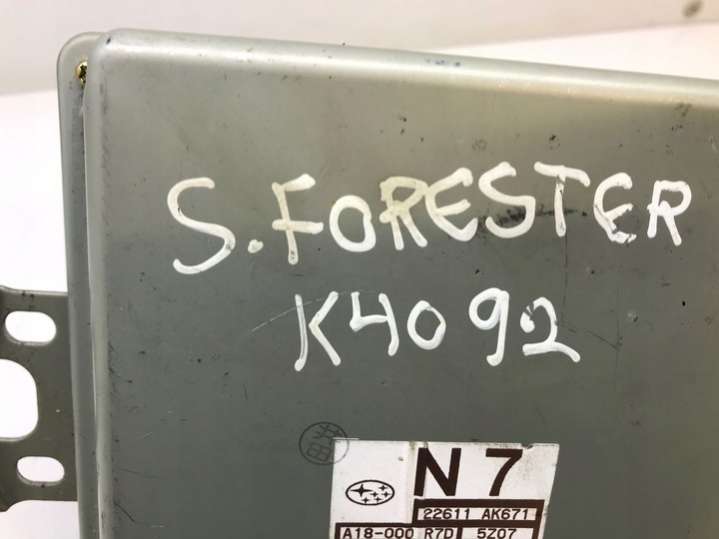 S.FORESTER
K4092
N7
22611 AK671
A18-000 R7D 5Z07